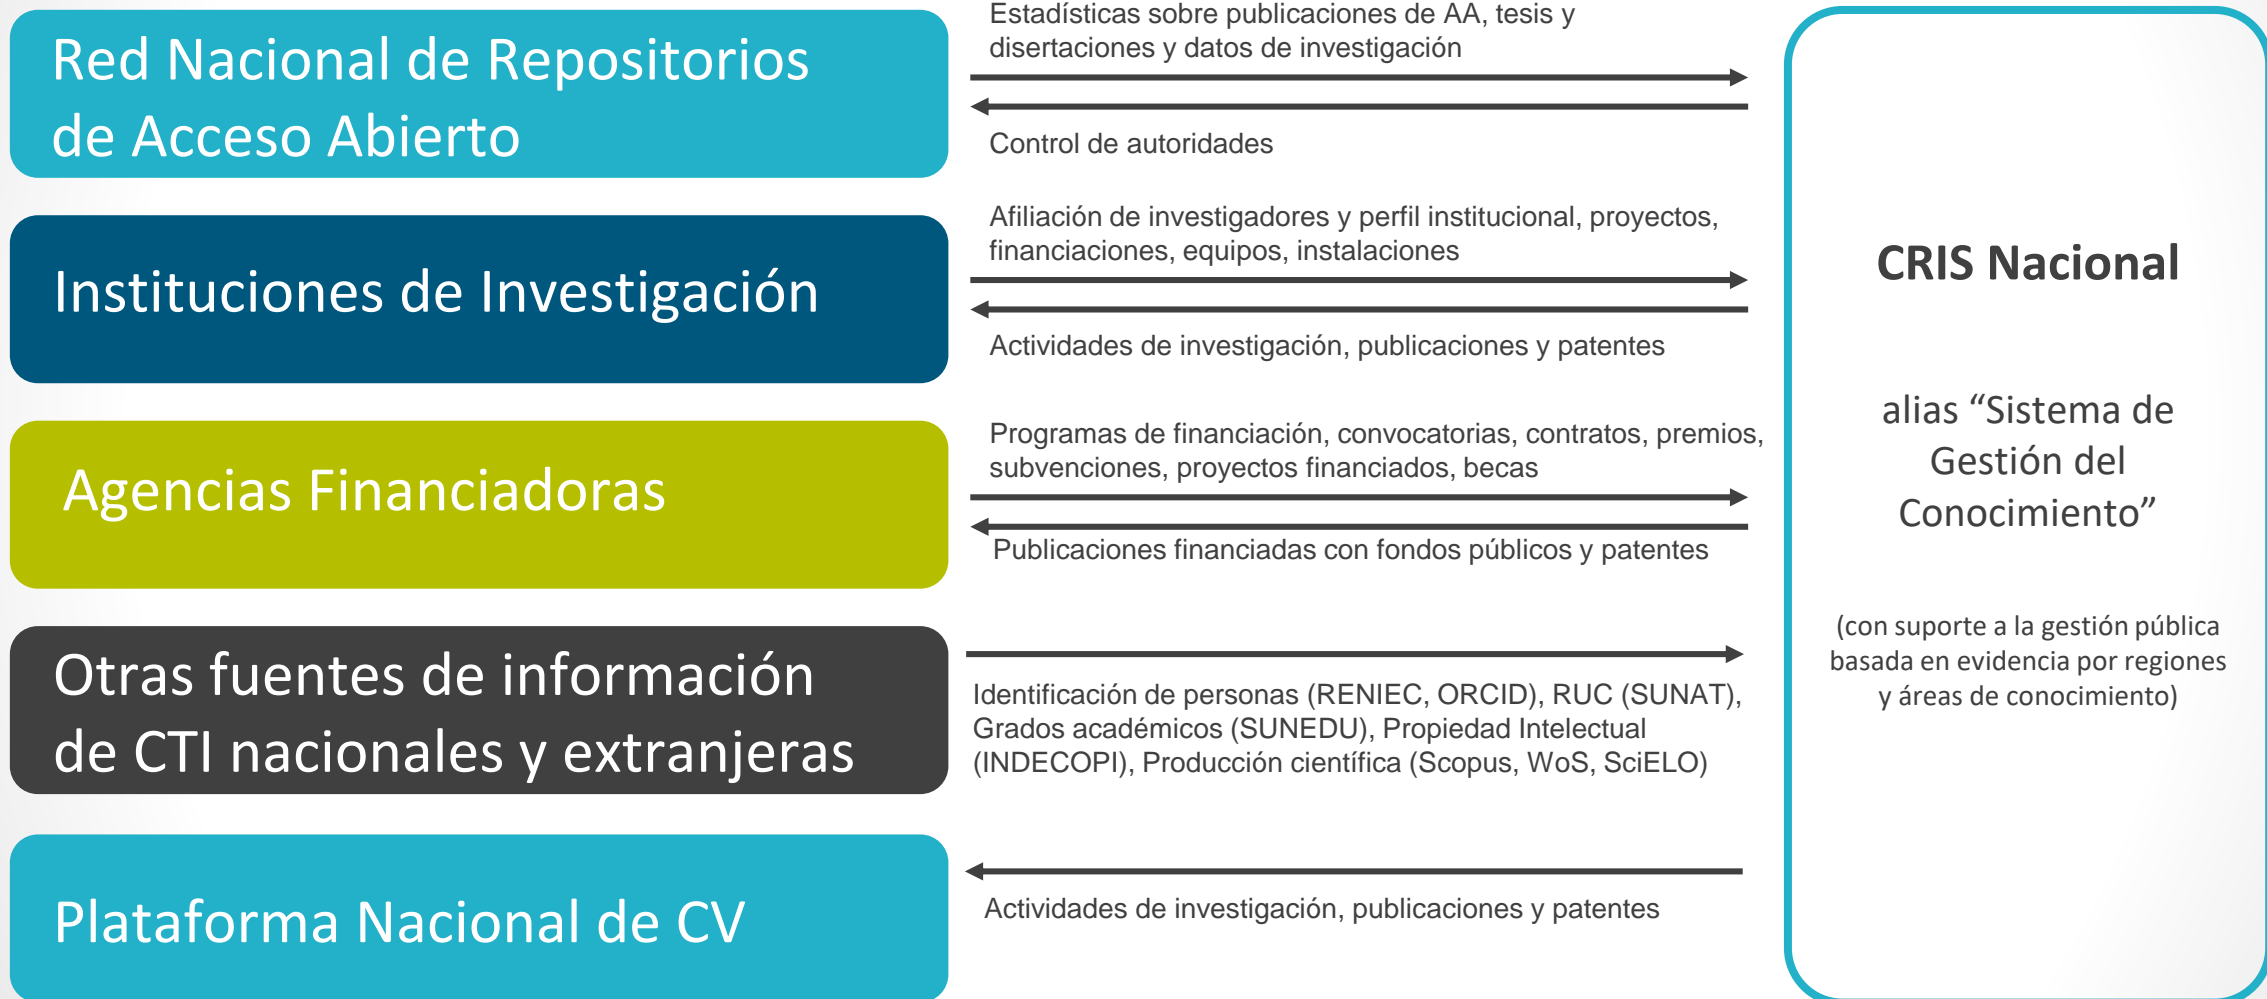 Red Nacional de Repositorios
de Acceso Abierto
Estadísticas sobre publicaciones de AA, tesis y
disertaciones y datos de investigación
Control de autoridades
Instituciones de Investigación
Afiliación de investigadores y perfil institucional, proyectos,
financiaciones, equipos, instalaciones
Actividades de investigación, publicaciones y patentes
Agencias Financiadoras
Programas de financiación, convocatorias, contratos, premios,
subvenciones, proyectos financiados, becas
Publicaciones financiadas con fondos públicos y patentes
Otras fuentes de información
de CTI nacionales y extranjeras
Identificación de personas (RENIEC, ORCID), RUC (SUNAT),
Grados académicos (SUNEDU), Propiedad Intelectual
(INDECOPI), Producción científica (Scopus, WoS, SciELO)
Plataforma Nacional de CV
Actividades de investigación, publicaciones y patentes
CRIS Nacional
alias “Sistema de
Gestión del
Conocimiento”
(con suporte a la gestión pública
basada en evidencia por regiones
y áreas de conocimiento)